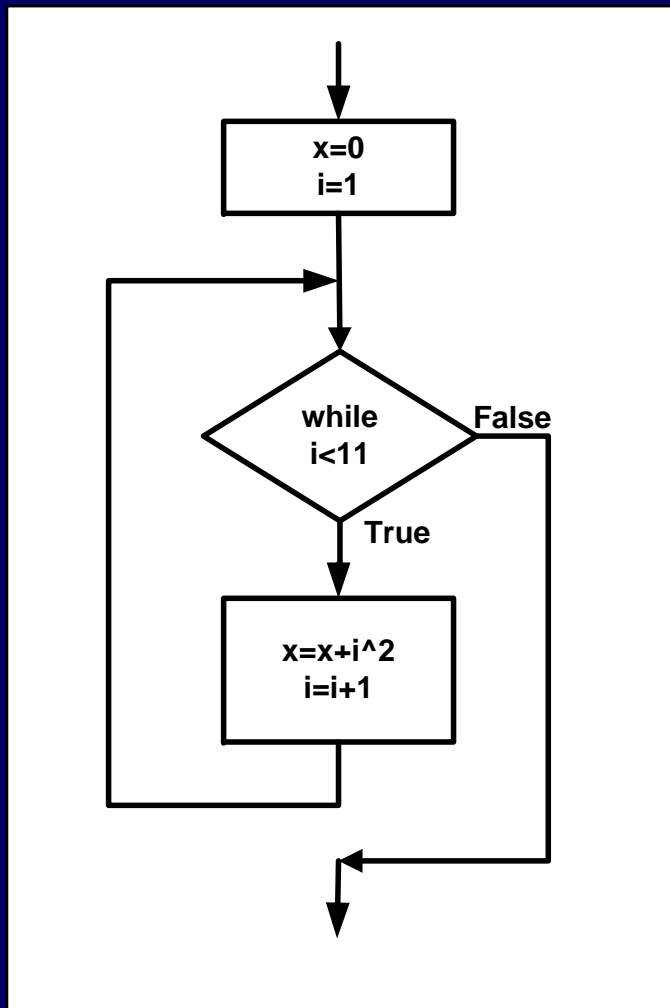 x=0
i=1
while
i<11
False
True
x=x+i^2
i=i+1